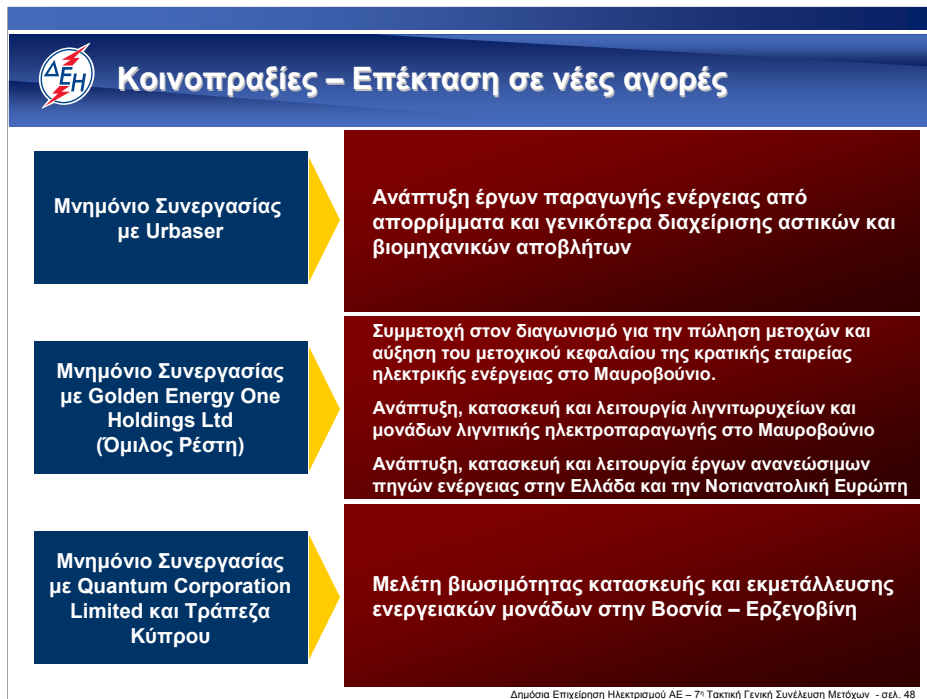 ΔΕΗ
Κοινοπραξίες – Επέκταση σε νέες αγορές
Μνημόνιο Συνεργασίας
με Urbaser
Ανάπτυξη έργων παραγωγής ενέργειας από
απορρίμματα και γενικότερα διαχείρισης αστικών και
βιομηχανικών αποβλήτων
Μνημόνιο Συνεργασίας
με Golden Energy One
Holdings Ltd
(Όμιλος Ρέστη)
Συμμετοχή στον διαγωνισμό για την πώληση μετοχών και
αύξηση του μετοχικού κεφαλαίου της κρατικής εταιρείας
ηλεκτρικής ενέργειας στο Μαυροβούνιο.
Ανάπτυξη, κατασκευή και λειτουργία λιγνιτωρυχείων και
μονάδων λιγνιτικής ηλεκτροπαραγωγής στο Μαυροβούνιο
Ανάπτυξη, κατασκευή και λειτουργία έργων ανανεώσιμων
πηγών ενέργειας στην Ελλάδα και την Νοτιανατολική Ευρώπη
Μνημόνιο Συνεργασίας
με Quantum Corporation
Limited και Τράπεζα
Κύπρου
Μελέτη βιωσιμότητας κατασκευής και εκμετάλλευσης
ενεργειακών μονάδων στην Βοσνία – Ερζεγοβίνη
Δημόσια Επιχείρηση Ηλεκτρισμού ΑΕ – 7η Τακτική Γενική Συνέλευση Μετόχων - σελ. 48